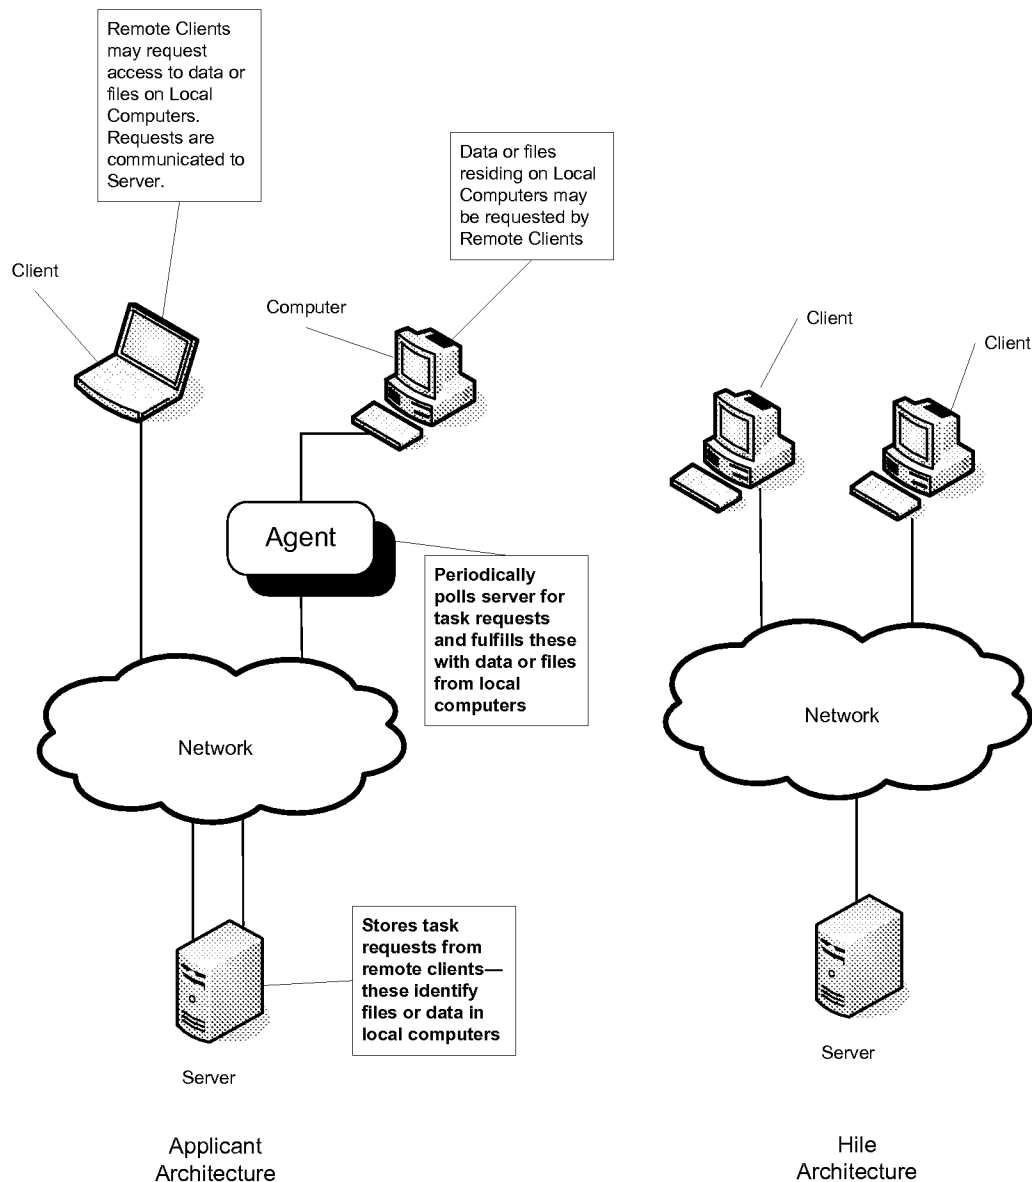 Remote Clients
may request
access to data or
files on Local
Computers.
Requests are
communicated to
Server.
Data or files
residing on Local
Computers may
be requested by
Remote Clients
Client
Computer
Agent
Periodically
polls server for
task requests
and fulfills these
with data or files
from local
computers
Network
Stores task
requests from
remote clients—
these identify
files or data in
local computers
Server
Applicant
Architecture
Client
Client
Network
Server
Hile
Architecture